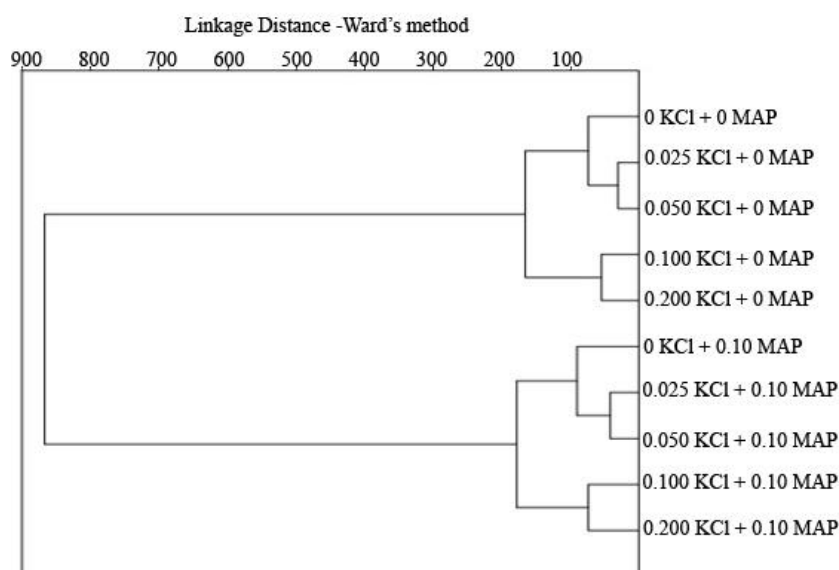 Linkage Distance -Ward's method
900 800 700 600 500 400 300 200 100
0 KCl + 0 MAP
0.025 KCl + 0 MAP
0.050 KCl + 0 MAP
0.100 KCl + 0 MAP
0.200 KCl + 0 MAP
0 KCl + 0.10 MAP
0.025 KCl + 0.10 MAP
0.050 KCl + 0.10 MAP
0.100 KCl + 0.10 MAP
0.200 KCl + 0.10 MAP